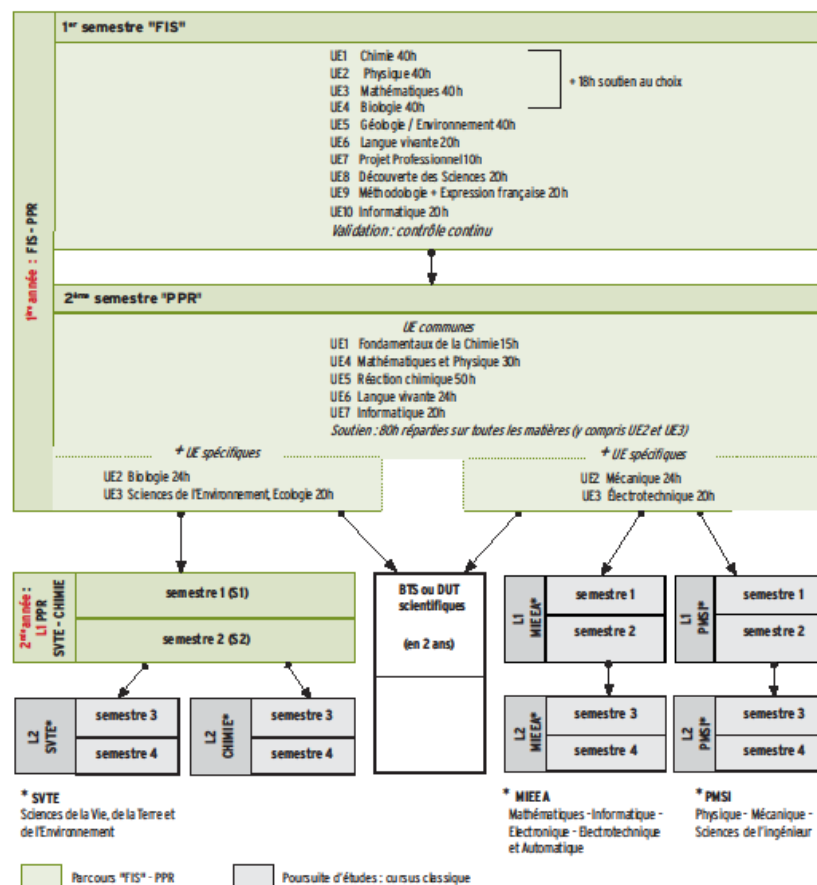 1er semestre "FIS"
UE1 Chimie 40h
UE2 Physique 40h
UE3 Mathématiques 40h
UE4 Biologie 40h
+ 18h soutien au choix
UE5 Géologie / Environnement 40h
UE6 Langue vivante 20h
UE7 Projet Professionnel 10h
UE8 Découverte des Sciences 20h
UE9 Méthodologie + Expression française 20h
UE10 Informatique 20h
Validation : contrôle continu
1ère année : FIS - PPR
2ème semestre "PPR"
UE communes
UE1 Fondamentaux de la Chimie 15h
UE4 Mathématiques et Physique 30h
UE5 Réaction chimique 50h
UE6 Langue vivante 24h
UE7 Informatique 20h
Soutien : 80h réparties sur toutes les matières (y compris UE2 et UE3)
+ UE spécifiques
UE2 Biologie 24h
UE3 Sciences de l'Environnement, Ecologie 20h
+ UE spécifiques
UE2 Mécanique 24h
UE3 Électrotechnique 20h
2ème année :
L1 PPR
SVTE - CHIMIE
semestre 1 (S1)
semestre 2 (S2)
BTS ou DUT
scientifiques
(en 2 ans)
L1
MIEEA*
semestre 1
semestre 2
L1
PMSI*
semestre 1
semestre 2
L2
SVTE*
semestre 3
semestre 4
L2
CHIMIE*
semestre 3
semestre 4
L2
MIEEA*
semestre 3
semestre 4
L2
PMSI*
semestre 3
semestre 4
* SVTE
Sciences de la Vie, de la Terre et
de l'Environnement
* MIEEA
Mathématiques - Informatique -
Electronique - Electrotechnique
et Automatique
* PMSI
Physique - Mécanique -
Sciences de l'ingénieur
Parcours "FIS" - PPR
Poursuite d'études : cursus classique